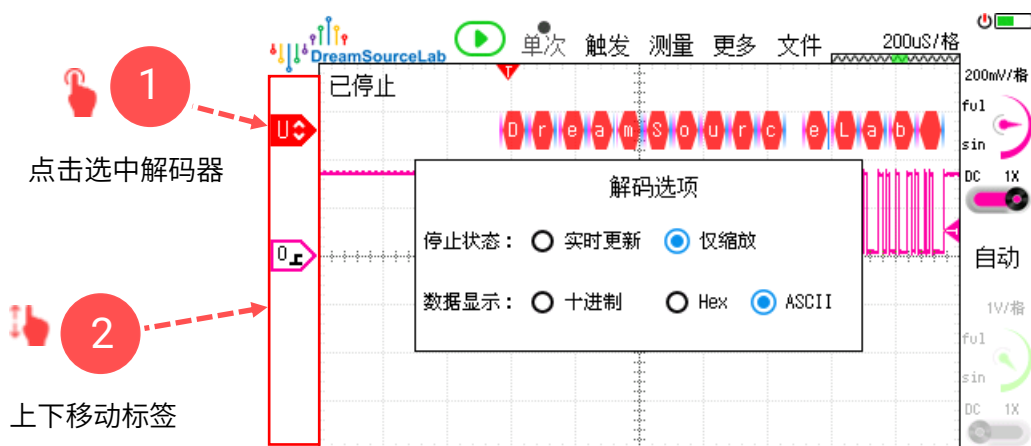 DreamSourceLab
单次 触发 测量 更多 文件
200uS/格
已停止
T
200mV/格
ful
sin
1
点击选中解码器
U
D r e a m S o u r c e L a b
DC 1X
解码选项
停止状态： 实时更新 仅缩放
0
自动
数据显示： 十进制 Hex ASCII
1V/格
ful
sin
2
上下移动标签
DC 1X